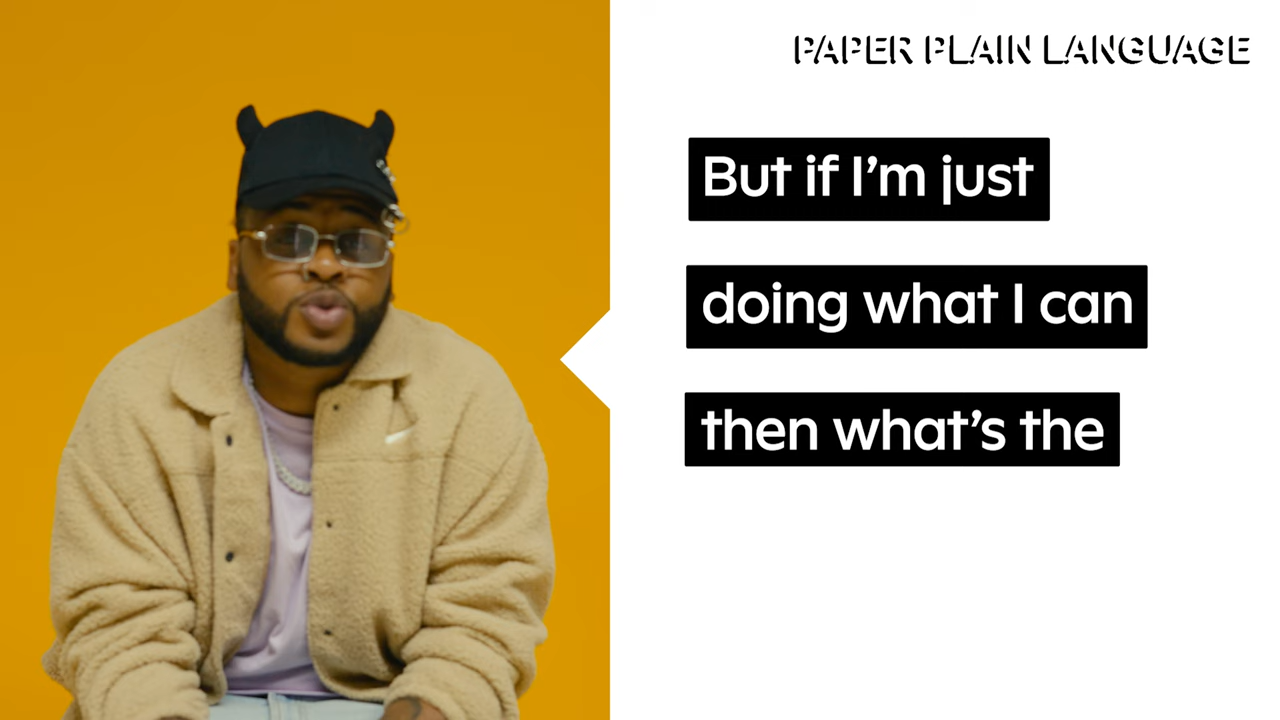 PAPER PLAIN LANGUAGE
But if I’m just
doing what I can
then what’s the